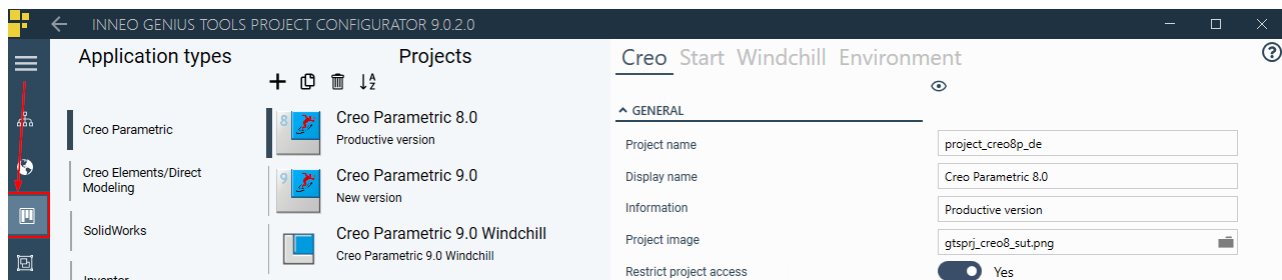 INNEO GENIUS TOOLS PROJECT CONFIGURATOR 9.0.2.0
Application types
Creo Parametric
Creo Elements/Direct
Modeling
SolidWorks
Inventor
Projects
8
Creo Parametric 8.0
Productive version
9
Creo Parametric 9.0
New version
Creo Parametric 9.0 Windchill
Creo Parametric 9.0 Windchill
Creo Start Windchill Environment
GENERAL
Project name
project_creo8p_de
Display name
Creo Parametric 8.0
Information
Productive version
Project image
gtsprj_creo8_sut.png
Restrict project access
Yes